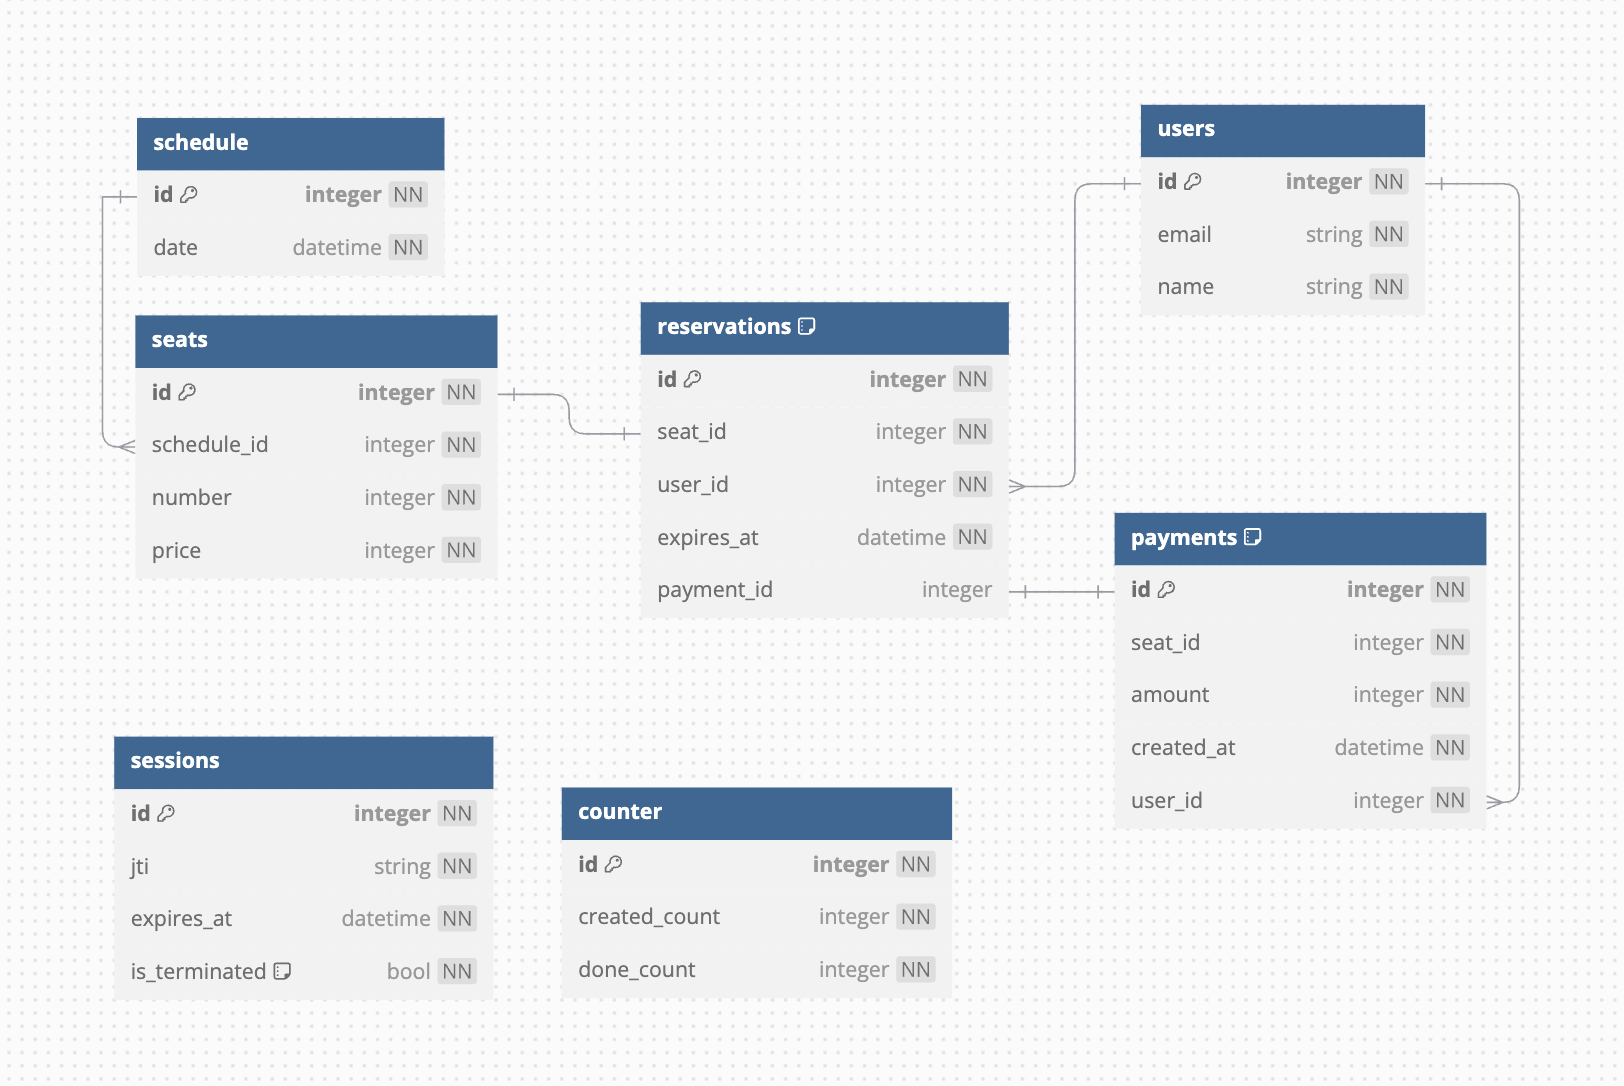 schedule
id integer NN
date datetime NN
seats
id integer NN
schedule_id integer NN
number integer NN
price integer NN
reservations
id integer NN
seat_id integer NN
user_id integer NN
expires_at datetime NN
payment_id integer
users
id integer NN
email string NN
name string NN
payments
id integer NN
seat_id integer NN
amount integer NN
created_at datetime NN
user_id integer NN
sessions
id integer NN
jti string NN
expires_at datetime NN
is_terminated bool NN
counter
id integer NN
created_count integer NN
done_count integer NN